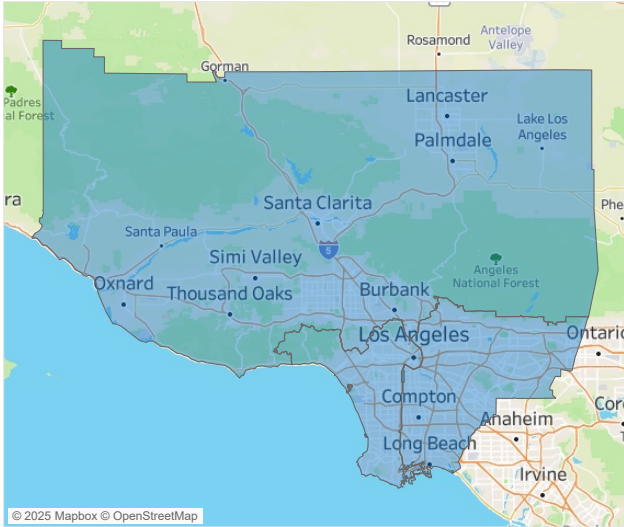 Rosamond
Antelope
Valley
Gorman
Padres
al Forest
Lancaster
Lake Los
Angeles
Palmdale
ra
Santa Clarita
Phe
Santa Paula
5
Simi Valley
Angeles
National Forest
Oxnard
Thousand Oaks
Burbank
Los Angeles
Ontario
Compton
Cor
Anaheim
Long Beach
Irvine
© 2025 Mapbox © OpenStreetMap